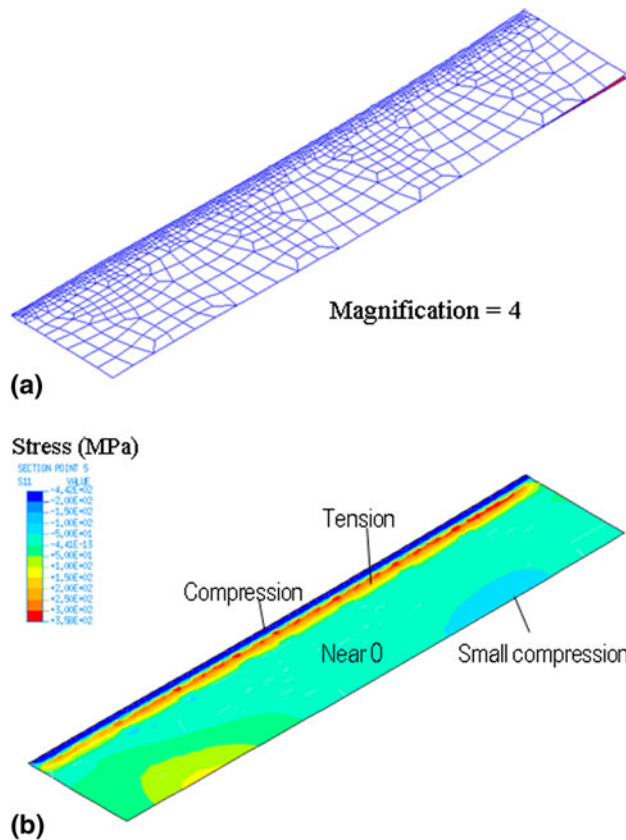 Magnification = 4
(a)
Stress (MPa)
SECTION POINT 5
S11 VALUE
-4.42E+02
-2.00E+02
-1.50E+02
-1.00E+02
-5.00E+01
-4.41E-13
+5.00E+01
+1.00E+02
+1.50E+02
+2.00E+02
+2.50E+02
+3.00E+02
+3.58E+02
Tension
Compression
Near 0
Small compression
(b)